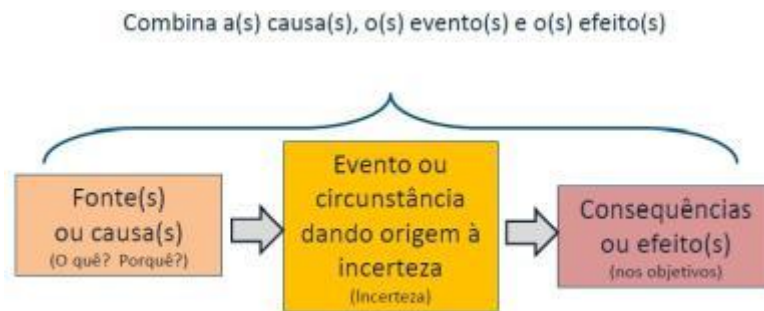 Combina a(s) causa(s), o(s) evento(s) e o(s) efeito(s)
Fonte(s)
ou causa(s)
(O quê? Porquê?)
Evento ou
circunstância
dando origem à
incerteza
(Incerteza)
Consequências
ou efeito(s)
(nos objetivos)